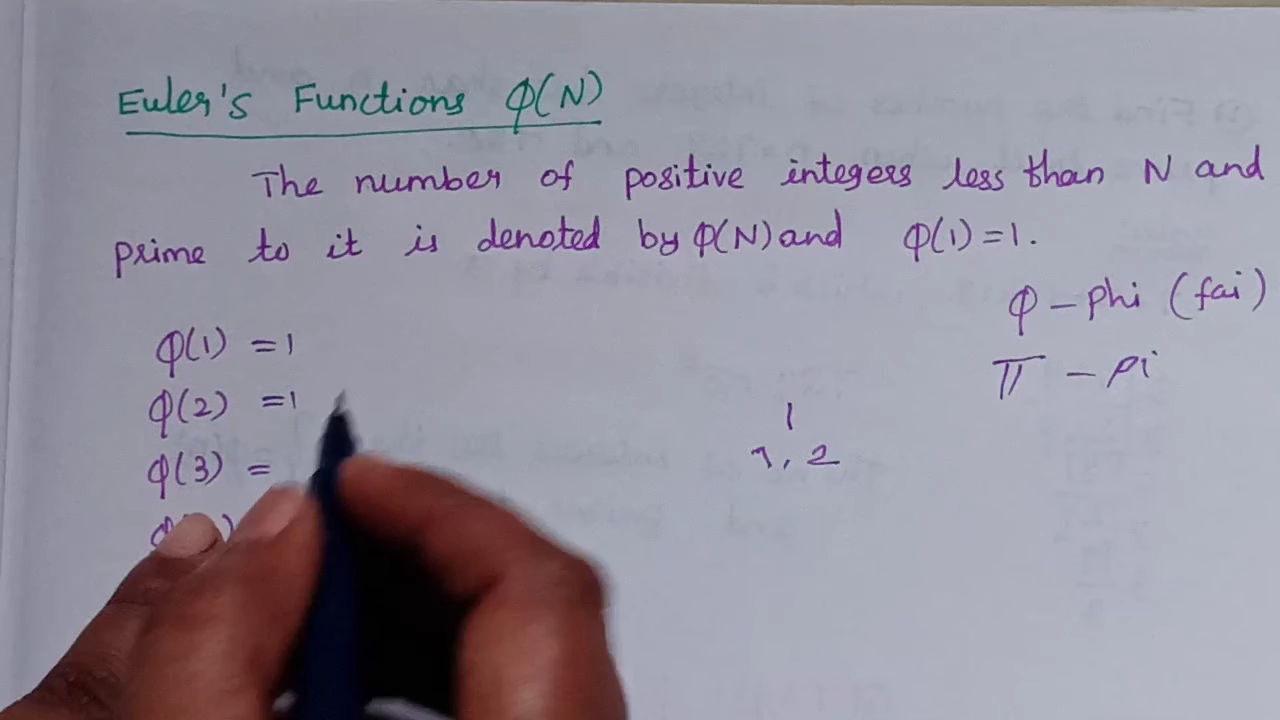 Euler's Functions φ(N)
The number of positive integers less than N and
prime to it is denoted by φ(N) and φ(1) = 1.
φ - phi (fai)
π - pi
φ(1) = 1
φ(2) = 1
1
φ(3) =
1, 2